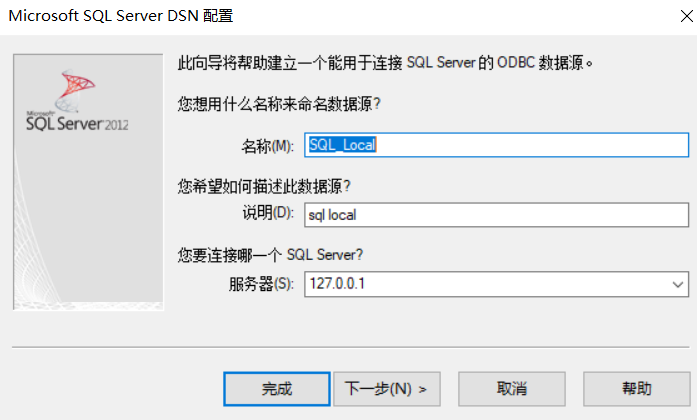 Microsoft SQL Server DSN 配置
Microsoft
SQL Server 2012
此向导将帮助建立一个能用于连接 SQL Server 的 ODBC 数据源。
您想用什么名称来命名数据源?
名称(M): SQL_Local
您希望如何描述此数据源?
说明(D): sql local
您要连接哪一个 SQL Server?
服务器(S): 127.0.0.1
完成 下一步(N) > 取消 帮助